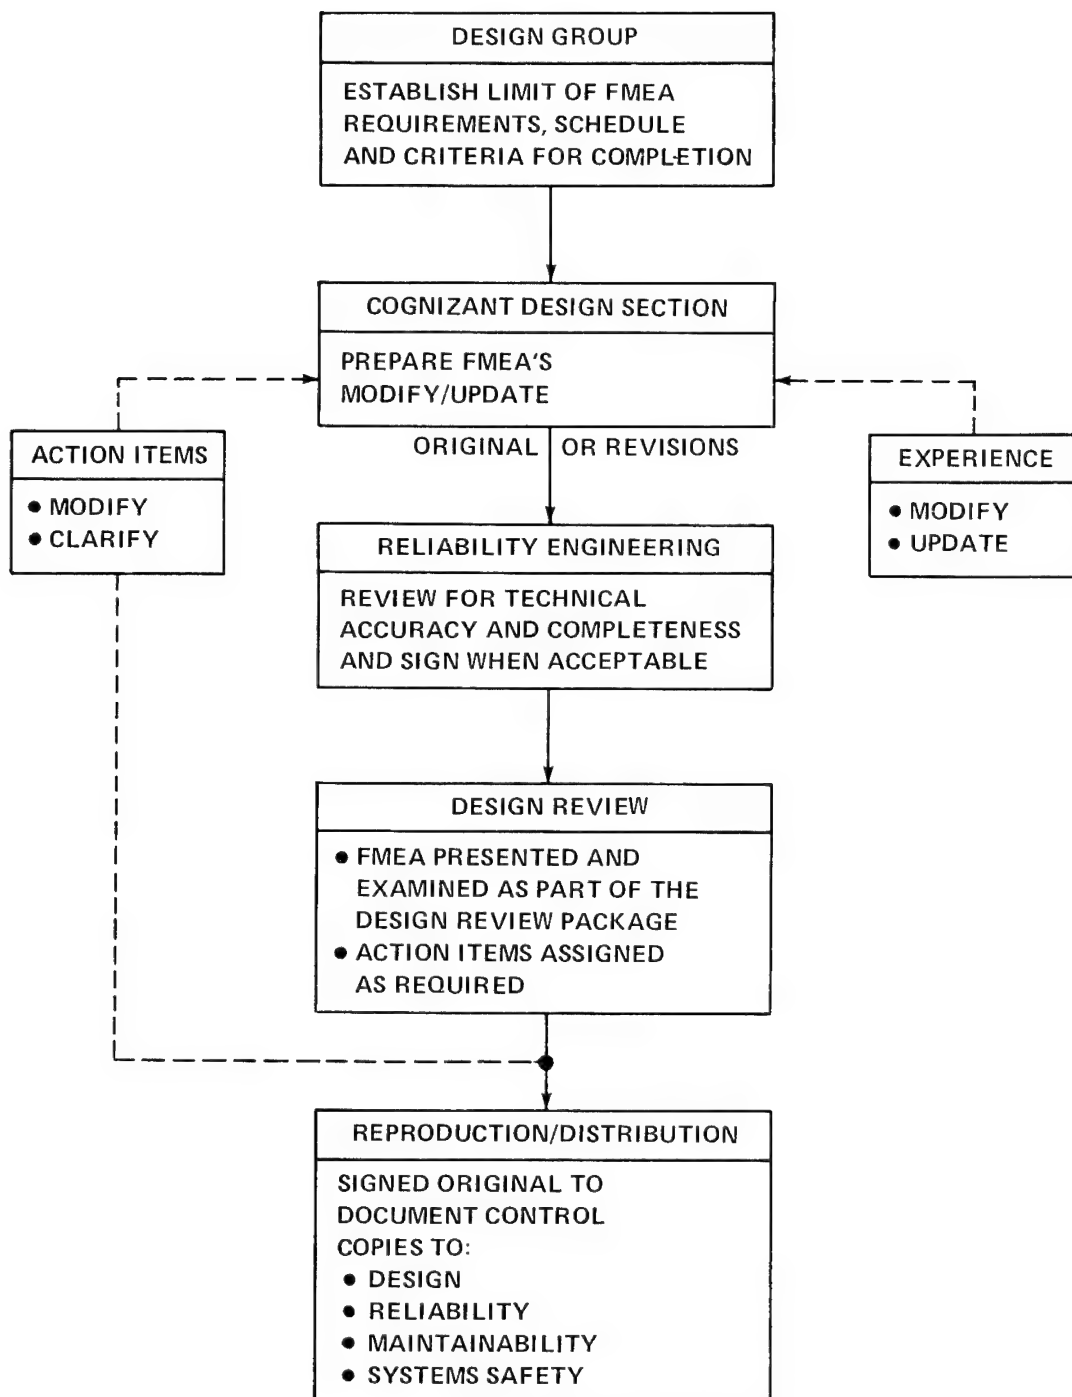 DESIGN GROUP
ESTABLISH LIMIT OF FMEA
REQUIREMENTS, SCHEDULE
AND CRITERIA FOR COMPLETION
COGNIZANT DESIGN SECTION
PREPARE FMEA'S
MODIFY/UPDATE
ORIGINAL OR REVISIONS
ACTION ITEMS
● MODIFY
● CLARIFY
EXPERIENCE
● MODIFY
● UPDATE
RELIABILITY ENGINEERING
REVIEW FOR TECHNICAL
ACCURACY AND COMPLETENESS
AND SIGN WHEN ACCEPTABLE
DESIGN REVIEW
● FMEA PRESENTED AND
EXAMINED AS PART OF THE
DESIGN REVIEW PACKAGE
● ACTION ITEMS ASSIGNED
AS REQUIRED
REPRODUCTION/DISTRIBUTION
SIGNED ORIGINAL TO
DOCUMENT CONTROL
COPIES TO:
● DESIGN
● RELIABILITY
● MAINTAINABILITY
● SYSTEMS SAFETY